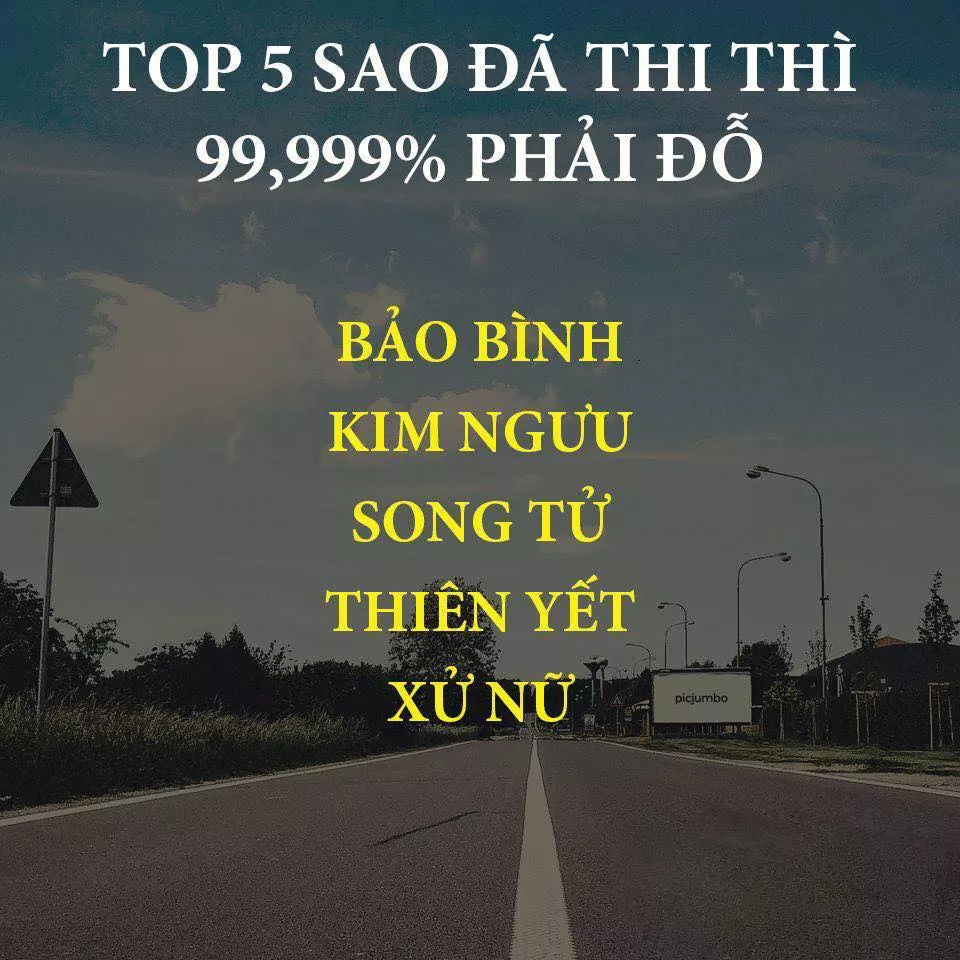 TOP 5 SAO ĐÃ THI THÌ
99,999% PHẢI ĐỖ
BẢO BÌNH
KIM NGƯU
SONG TỬ
THIÊN YẾT
XỬ NỮ
picjumbo